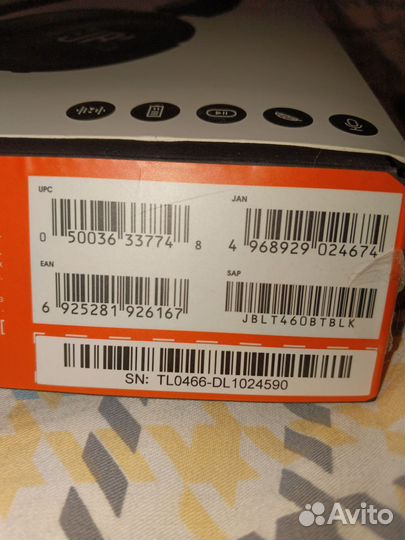 JBL
UPC
0 50036 33774 8
JAN
4 968929 024674
EAN
6 925281 926167
SAP
JBLT460BTBLK
SN: TL0466-DL1024590
Avito